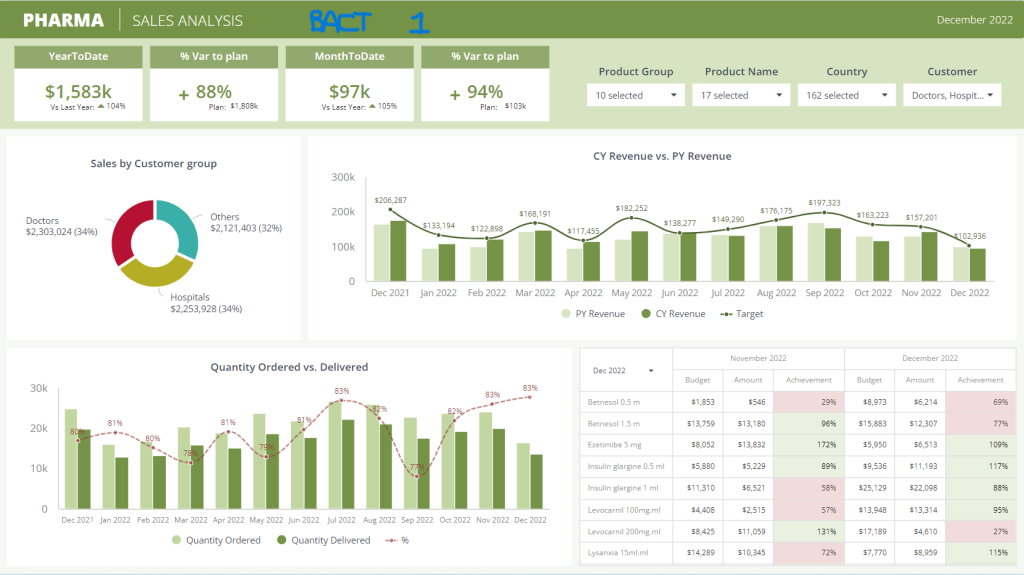 PHARMA SALES ANALYSIS BACT 1 December 2022
YearToDate % Var to plan MonthToDate % Var to plan
$1,583k + 88% $97k + 94%
Vs Last Year: 104% Plan: $1,808k Vs Last Year: 105% Plan: $103k
Product Group Product Name Country Customer
10 selected 17 selected 162 selected Doctors, Hospit...
Sales by Customer group
Doctors
$2,303,024 (34%)
Others
$2,121,403 (32%)
Hospitals
$2,253,928 (34%)
CY Revenue vs. PY Revenue
300k
200k
100k
0
$206,287 $133,194 $122,898 $168,191 $117,455 $182,252 $138,277 $149,290 $176,175 $197,323 $163,223 $157,201 $102,936
Dec 2021 Jan 2022 Feb 2022 Mar 2022 Apr 2022 May 2022 Jun 2022 Jul 2022 Aug 2022 Sep 2022 Oct 2022 Nov 2022 Dec 2022
PY Revenue CY Revenue Target
Quantity Ordered vs. Delivered
30k
20k
10k
0
80% 81% 80% 78% 81% 79% 81% 83% 82% 77% 82% 83% 83%
Dec 2021 Jan 2022 Feb 2022 Mar 2022 Apr 2022 May 2022 Jun 2022 Jul 2022 Aug 2022 Sep 2022 Oct 2022 Nov 2022 Dec 2022
Quantity Ordered Quantity Delivered %
Dec 2022 November 2022 December 2022
Budget Amount Achievement Budget Amount Achievement
Betnesol 0.5 m $1,853 $546 29% $8,973 $6,214 69%
Betnesol 1.5 m $13,759 $13,180 96% $15,883 $12,307 77%
Ezetimibe 5 mg $8,052 $13,832 172% $5,950 $6,513 109%
Insulin glargine 0.5 ml $5,880 $5,229 89% $9,536 $11,193 117%
Insulin glargine 1 ml $11,310 $6,521 58% $25,129 $22,098 88%
Levocarnil 100mg.ml $4,408 $2,515 57% $13,948 $13,314 95%
Levocarnil 200mg.ml $8,425 $11,059 131% $17,189 $4,610 27%
Lysanxia 15ml.ml $14,289 $10,345 72% $7,770 $8,959 115%